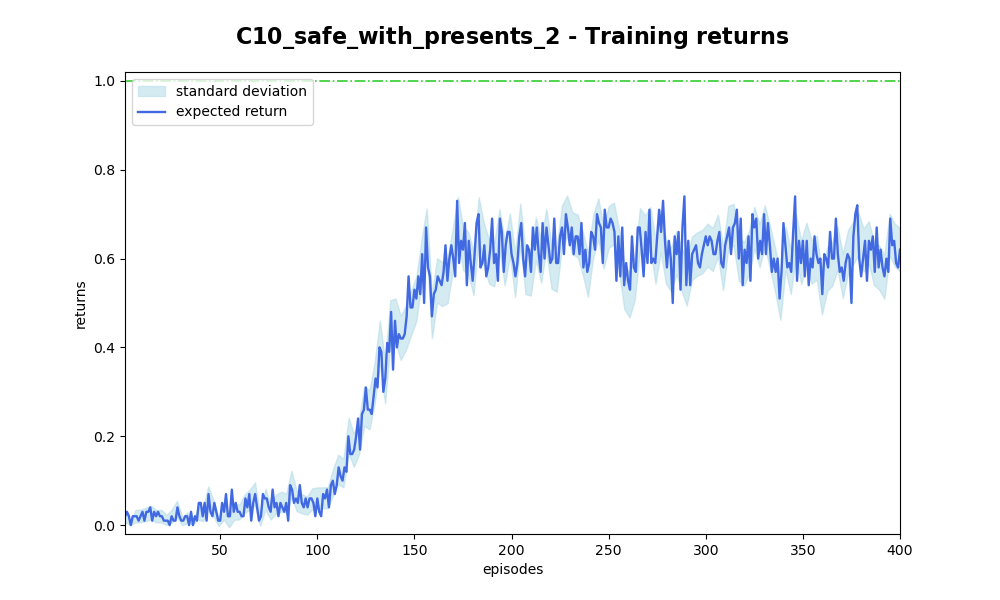 C10_safe_with_presents_2 - Training returns
standard deviation
expected return
1.0
0.8
0.6
0.4
0.2
0.0
returns
50 100 150 200 250 300 350 400
episodes